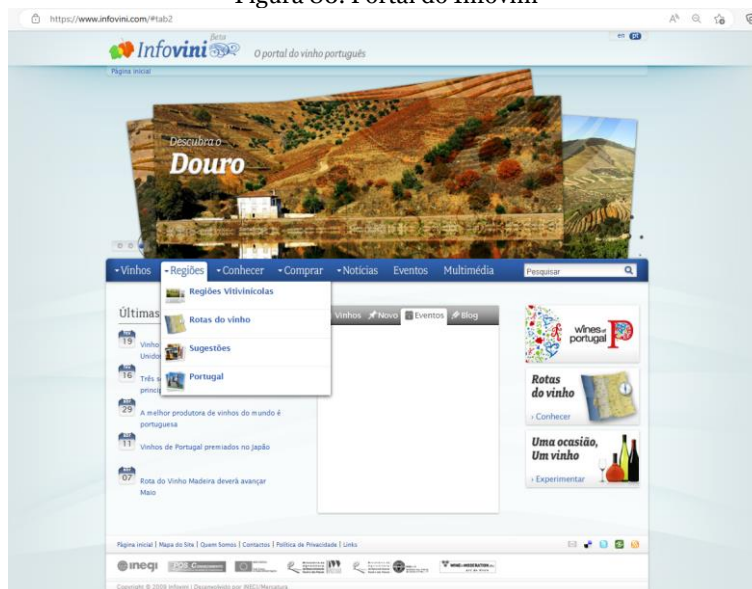 Figura 86: Portal do Infovini
https://www.infovini.com/#tab2
Beta
Infovini
O portal do vinho português
en pt
Página inicial
Descubra o
Douro
Vinhos Regiões Conhecer Comprar Notícias Eventos Multimédia
Pesquisar
Regiões Vitivinícolas
Rotas do vinho
Sugestões
Portugal
Últimas
Vinhos Novo Eventos Blog
19
Vinho
Unido
16
Três s
princi
29
A melhor produtora de vinhos do mundo é
portuguesa
11
Vinhos de Portugal premiados no Japão
07
Rota do Vinho Madeira deverá avançar
Maio
wines of
portugal
Rotas
do vinho
› Conhecer
Uma ocasião,
Um vinho
› Experimentar
Página inicial | Mapa do Site | Quem Somos | Contactos | Política de Privacidade | Links
ineqi
Copyright © 2009 Infovini | Desenvolvido por INEGI/Mercatura